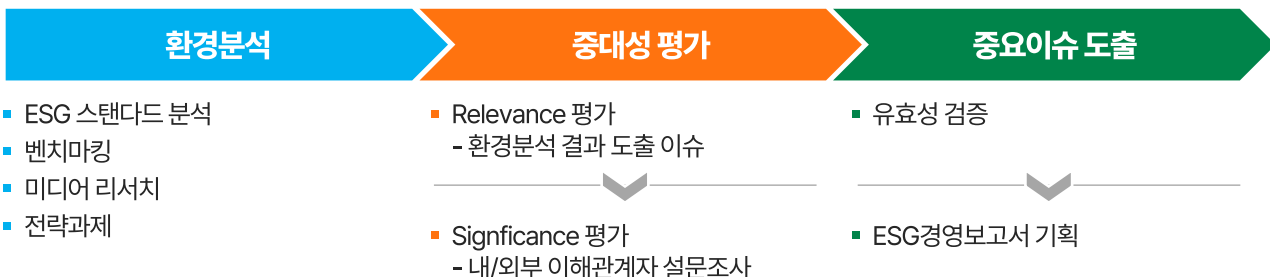 환경분석
중대성 평가
중요이슈 도출
ESG 스탠다드 분석
벤치마킹
미디어 리서치
전략과제
Relevance 평가
- 환경분석 결과 도출 이슈
Signficance 평가
- 내/외부 이해관계자 설문조사
유효성 검증
ESG경영보고서 기획